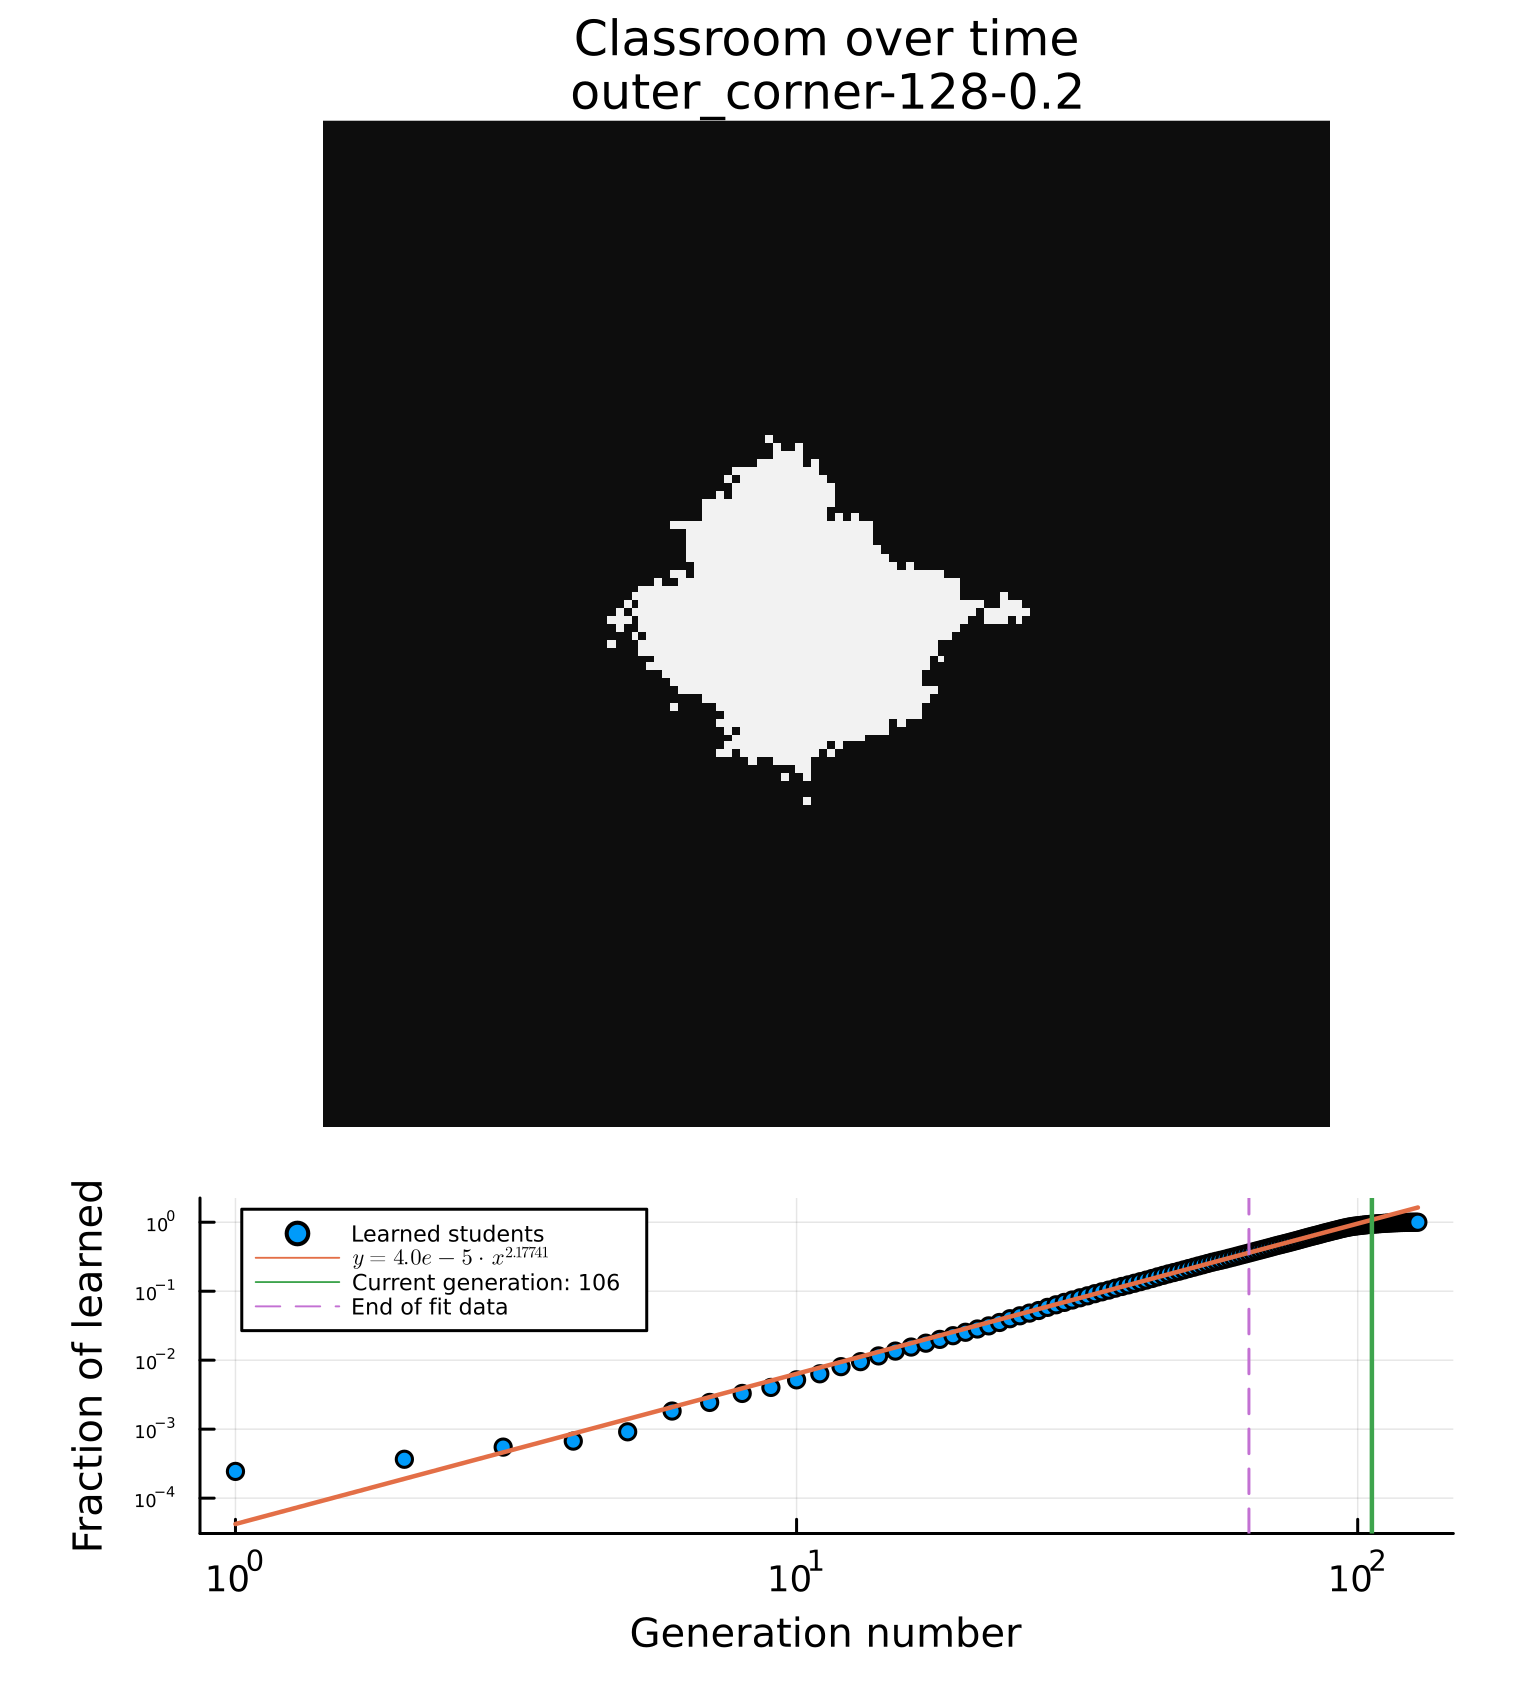 Classroom over time
outer_corner-128-0.2
Fraction of learned
10^0
10^-1
10^-2
10^-3
10^-4
Learned students
y = 4.0e − 5 · x^2.17741
Current generation: 106
End of fit data
10^0 10^1 10^2
Generation number